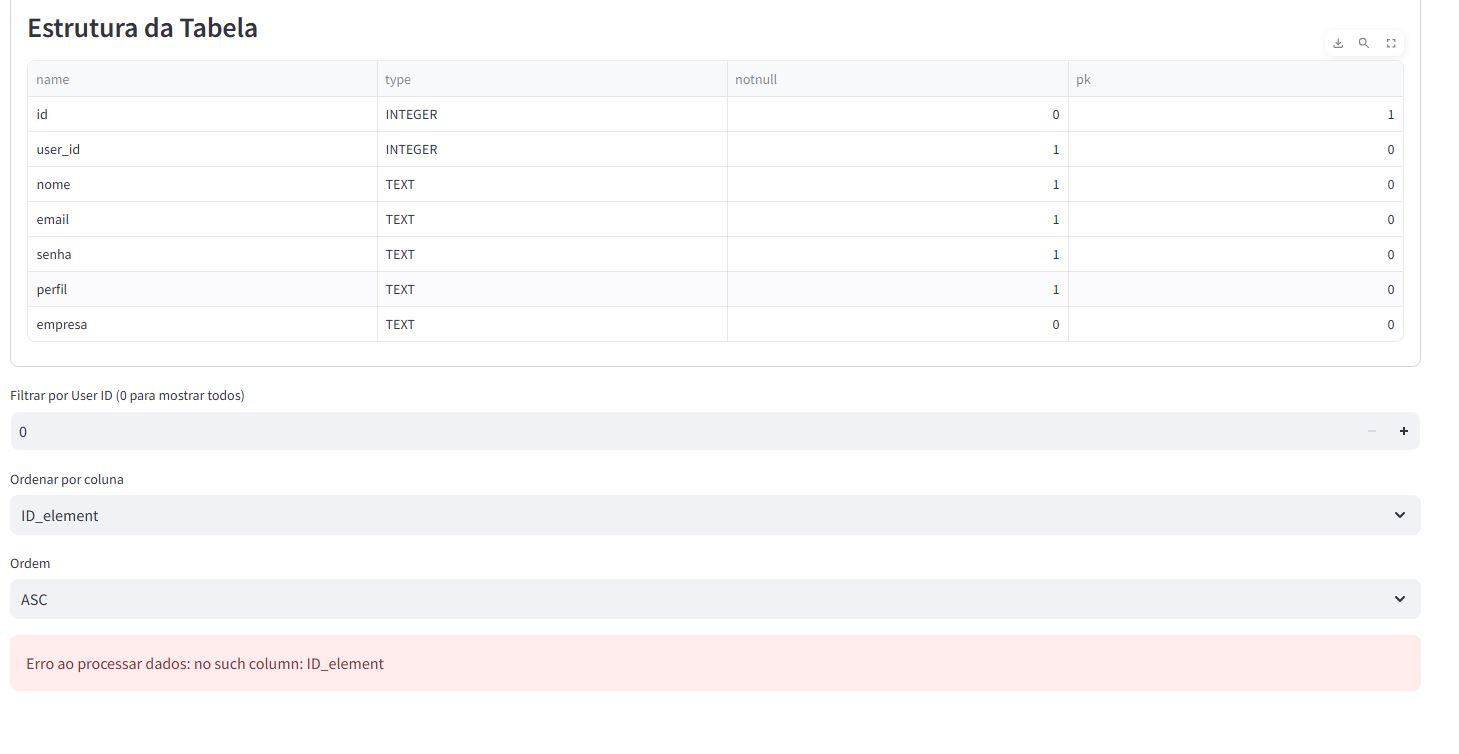 Estrutura da Tabela
name type notnull pk
id INTEGER 0 1
user_id INTEGER 1 0
nome TEXT 1 0
email TEXT 1 0
senha TEXT 1 0
perfil TEXT 1 0
empresa TEXT 0 0
Filtrar por User ID (0 para mostrar todos)
0 − +
Ordenar por coluna
ID_element
Ordem
ASC
Erro ao processar dados: no such column: ID_element